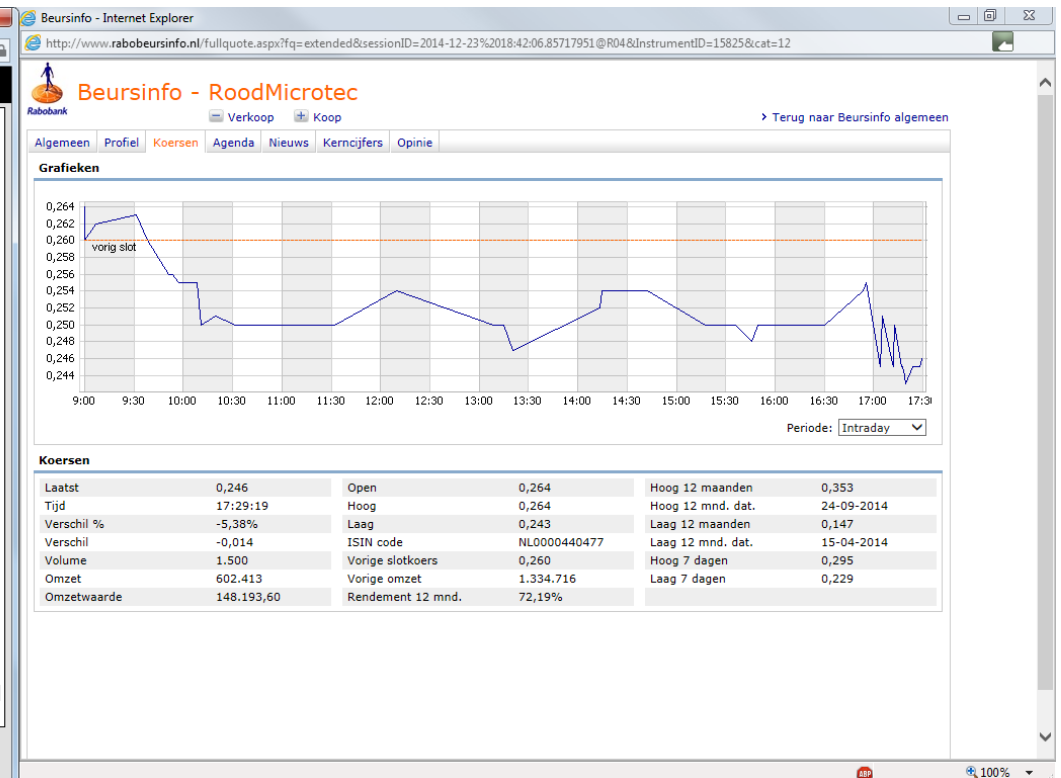 Beursinfo - Internet Explorer
http://www.rabobeursinfo.nl/fullquote.aspx?fq=extended&sessionID=2014-12-23%2018:42:06.85717951@R04&InstrumentID=15825&cat=12
Rabobank
Beursinfo - RoodMicrotec
Verkoop Koop
> Terug naar Beursinfo algemeen
Algemeen Profiel Koersen Agenda Nieuws Kerncijfers Opinie
Grafieken
0,264
0,262
0,260
vorig slot
0,258
0,256
0,254
0,252
0,250
0,248
0,246
0,244
9:00 9:30 10:00 10:30 11:00 11:30 12:00 12:30 13:00 13:30 14:00 14:30 15:00 15:30 16:00 16:30 17:00 17:30
Periode: Intraday
Koersen
Laatst 0,246 Open 0,264 Hoog 12 maanden 0,353
Tijd 17:29:19 Hoog 0,264 Hoog 12 mnd. dat. 24-09-2014
Verschil % -5,38% Laag 0,243 Laag 12 maanden 0,147
Verschil -0,014 ISIN code NL0000440477 Laag 12 mnd. dat. 15-04-2014
Volume 1.500 Vorige slotkoers 0,260 Hoog 7 dagen 0,295
Omzet 602.413 Vorige omzet 1.334.716 Laag 7 dagen 0,229
Omzetwaarde 148.193,60 Rendement 12 mnd. 72,19%
ABP
100%